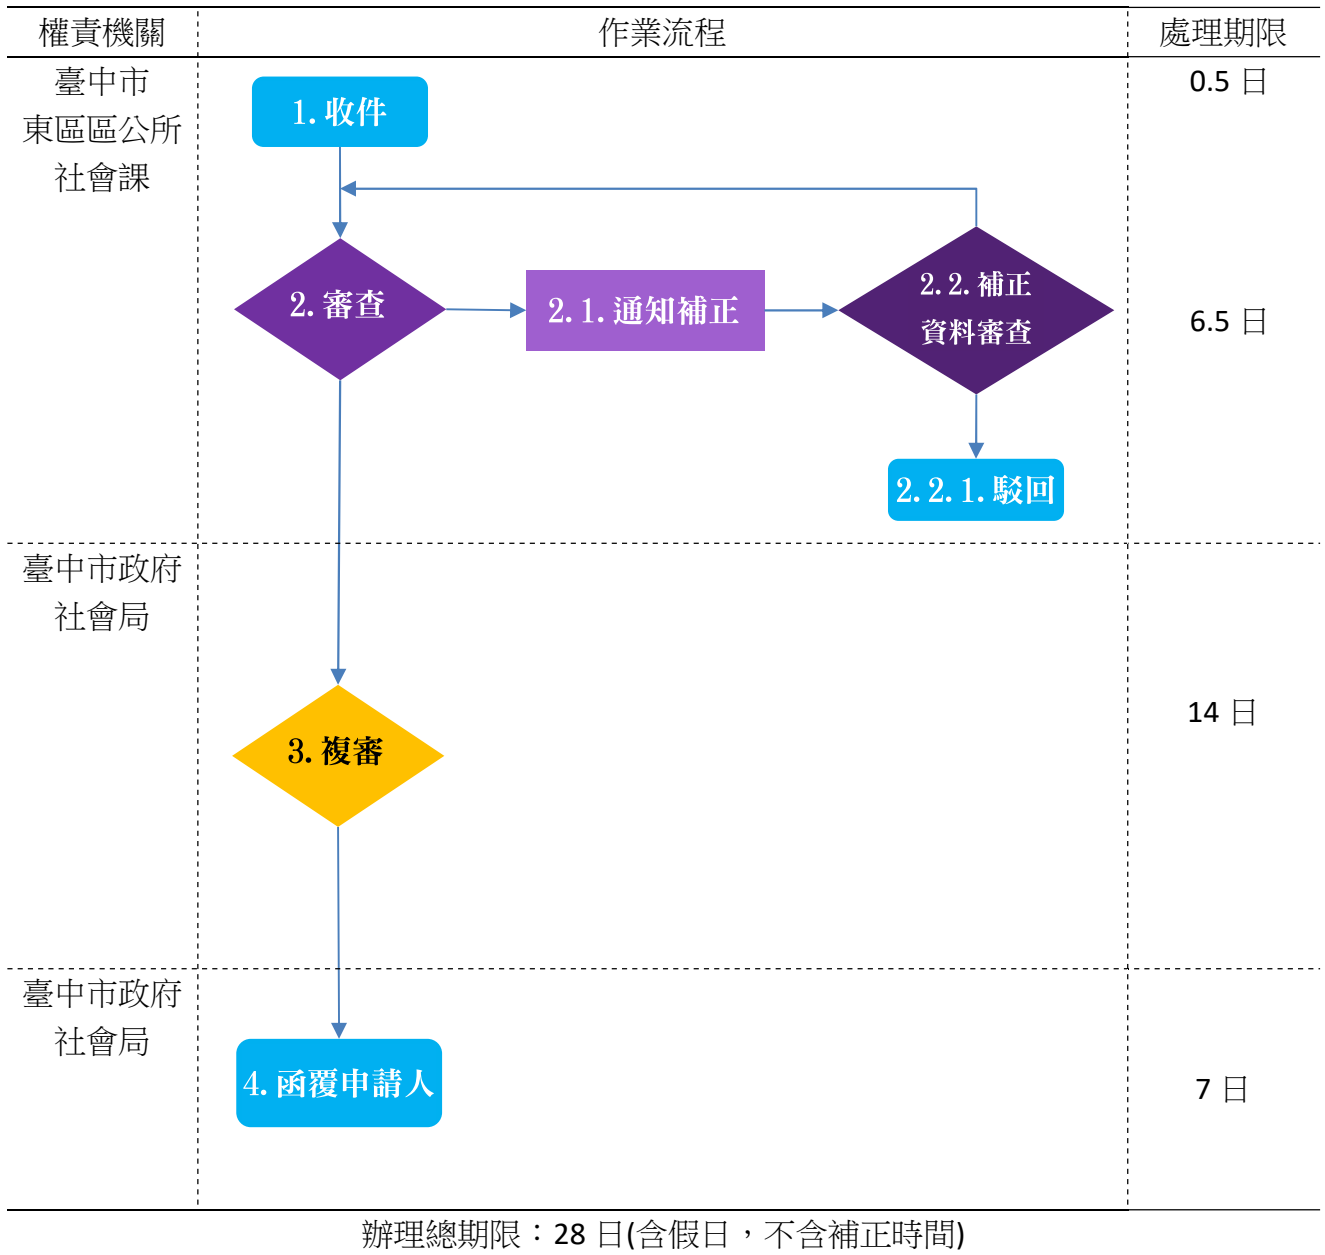 權責機關 作業流程 處理期限
臺中市
東區區公所
社會課
1.收件
0.5 日
2.審查
2.1.通知補正
2.2.補正
資料審查
6.5 日
2.2.1.駁回
臺中市政府
社會局
3.複審
14 日
臺中市政府
社會局
4.函覆申請人
7 日
辦理總期限：28 日(含假日，不含補正時間)